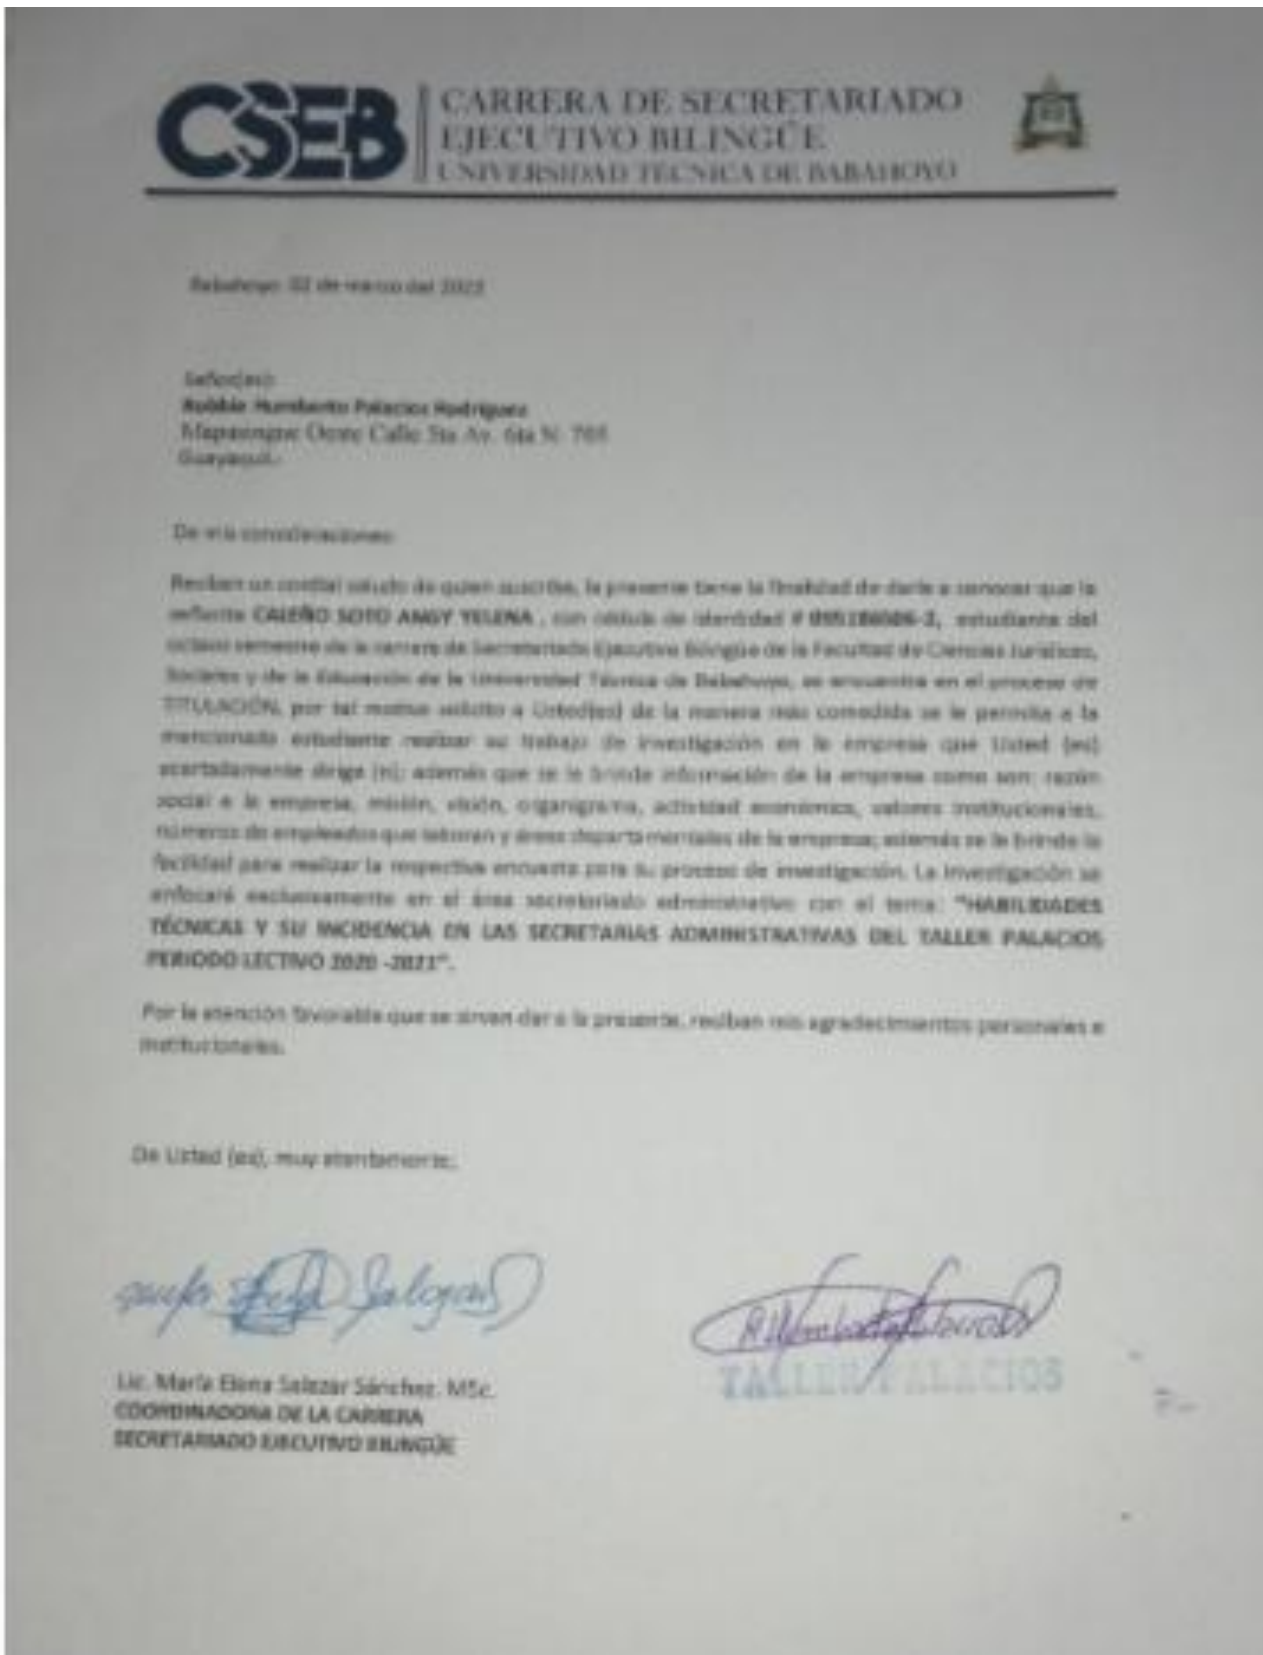 CSEB
CARRERA DE SECRETARIADO
EJECUTIVO BILINGÜE
UNIVERSIDAD TÉCNICA DE BABAHOYO
Babahoyo, 02 de marzo del 2022
Señor(es):
Robbie Humberto Palacios Rodriguez
Mapasingue Oeste Calle 5ta Av. 6ta N. 705
Guayaquil.-
De mis consideraciones:
Reciban un cordial saludo de quien suscribe, la presente tiene la finalidad de darle a conocer que la
señorita CALEÑO SOTO ANGY YELENA , con cédula de identidad # estudiante del
octavo semestre de la carrera de Secretariado Ejecutivo Bilingüe de la Facultad de Ciencias Jurídicas,
Sociales y de la Educación de la Universidad Técnica de Babahoyo, se encuentra en el proceso de
TITULACIÓN, por tal motivo solicito a Usted(es) de la manera más comedida se le permita a la
mencionada estudiante realizar su trabajo de investigación en la empresa que Usted (es)
acertadamente dirige (n); además que se le brinde información de la empresa como son: razón
social e la empresa, misión, visión, organigrama, actividad económica, valores institucionales,
números de empleados que laboran y áreas departamentales de la empresa; además se le brinde la
facilidad para realizar la respectiva encuesta para su proceso de investigación. La investigación se
enfocará exclusivamente en el área secretariado administrativo con el tema: "HABILIDADES
TÉCNICAS Y SU INCIDENCIA EN LAS SECRETARIAS ADMINISTRATIVAS DEL TALLER PALACIOS
PERIODO LECTIVO 2020 -2021".
Por la atención favorable que se sirvan dar a la presente, reciban mis agradecimientos personales e
institucionales.
De Usted (es), muy atentamente,
TALLER PALACIOS
Lic. María Elena Salazar Sánchez. MSc.
COORDINADORA DE LA CARRERA
SECRETARIADO EJECUTIVO BILINGÜE